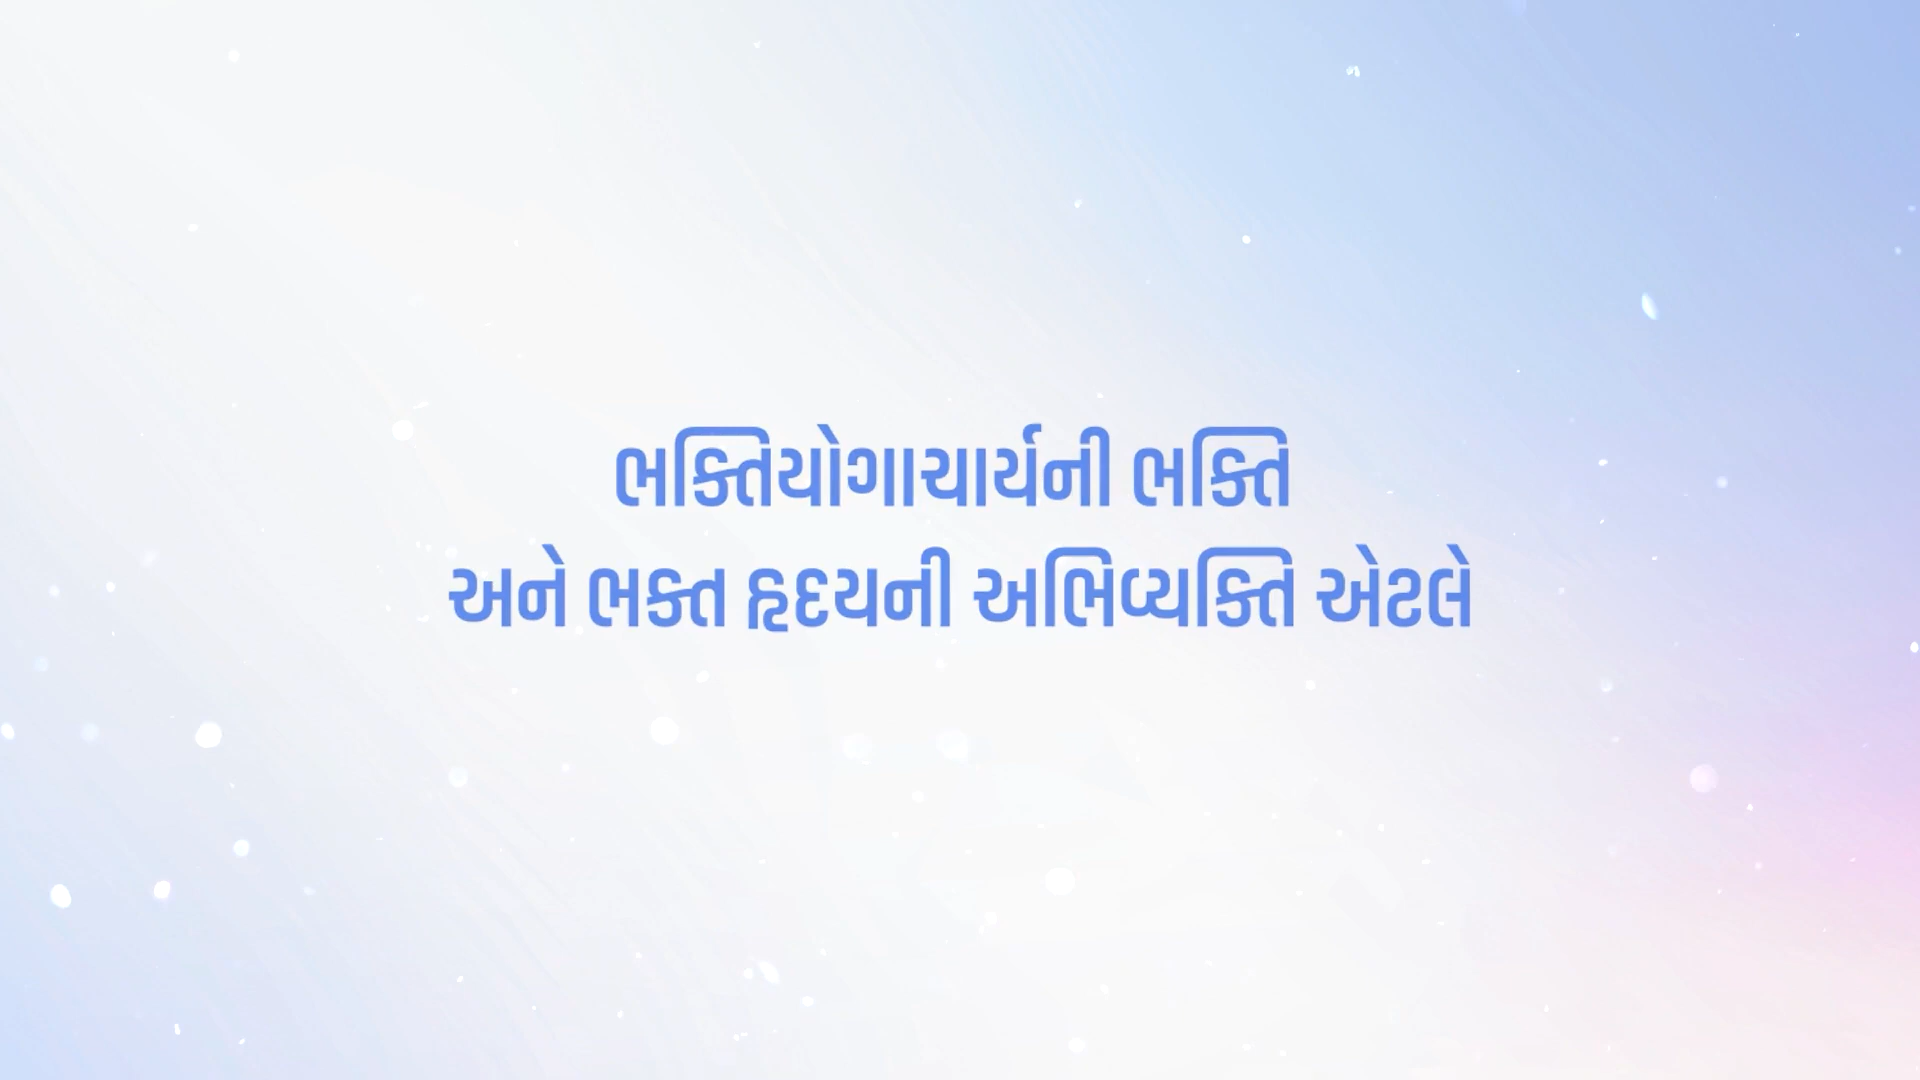 ભક્તિયોગાચાર્યની ભક્તિ
અને ભક્ત હૃદયની અભિવ્યક્તિ એટલે